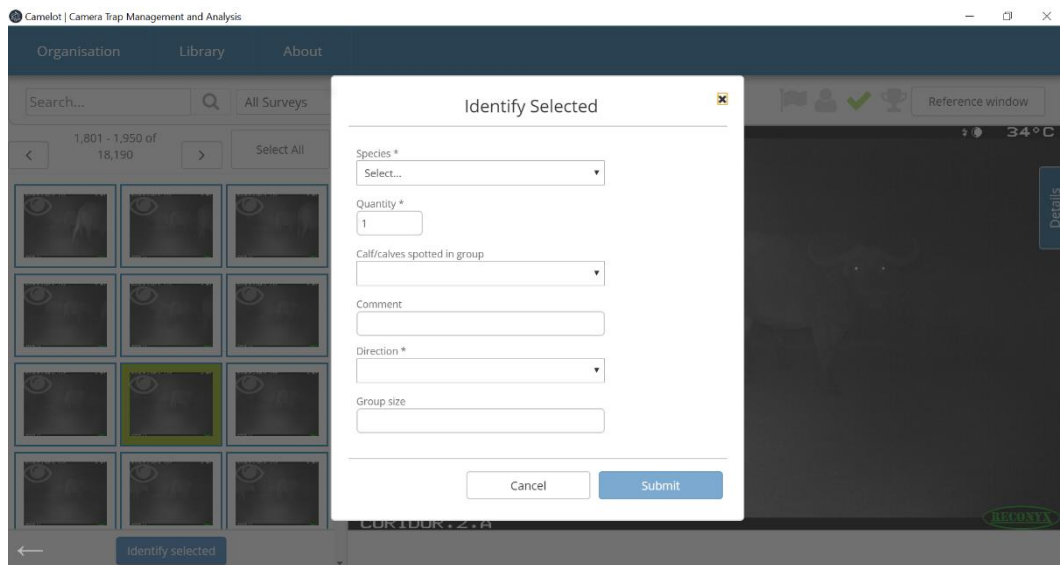 Camelot | Camera Trap Management and Analysis
Organisation
Library
About
Search...
All Surveys
Reference window
1,801 - 1,950 of
18,190
Select All
34°C
Details
Identify Selected
Species *
Select...
Quantity *
1
Calf/calves spotted in group
Comment
Direction *
Group size
Cancel
Submit
CORIDOR.2.A
RECONYX
Identify selected